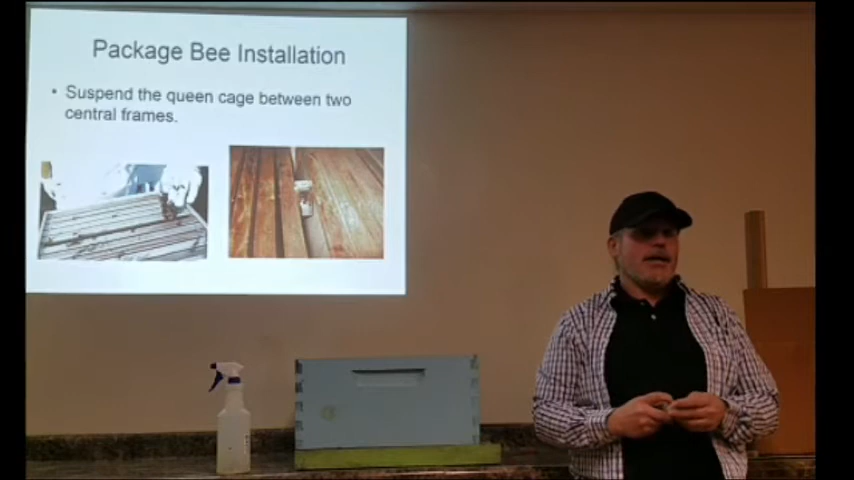 Package Bee Installation
• Suspend the queen cage between two
central frames.